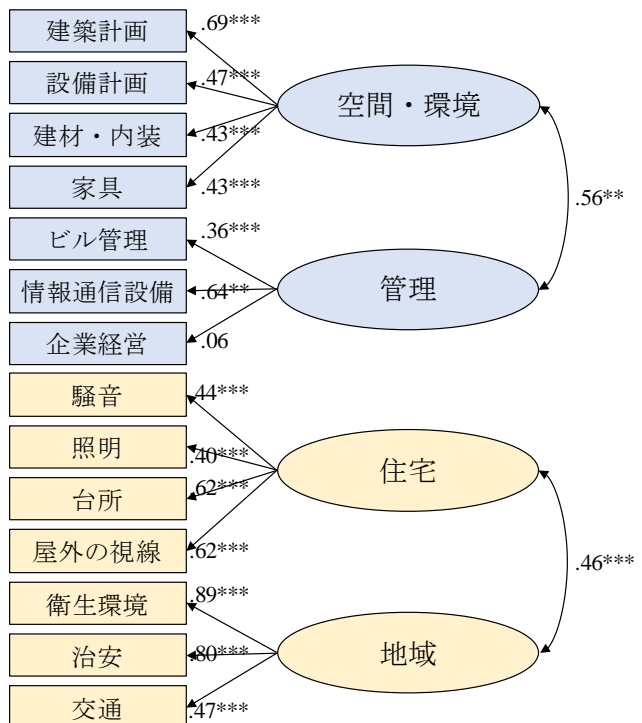 建築計画
.69***
設備計画
.47***
空間・環境
建材・内装
.43***
家具
.43***
.56**
ビル管理
.36***
情報通信設備
.64**
管理
企業経営
.06
騒音
.44***
照明
.40***
住宅
台所
.62***
屋外の視線
.62***
.46***
衛生環境
.89***
治安
.80***
地域
交通
.47***